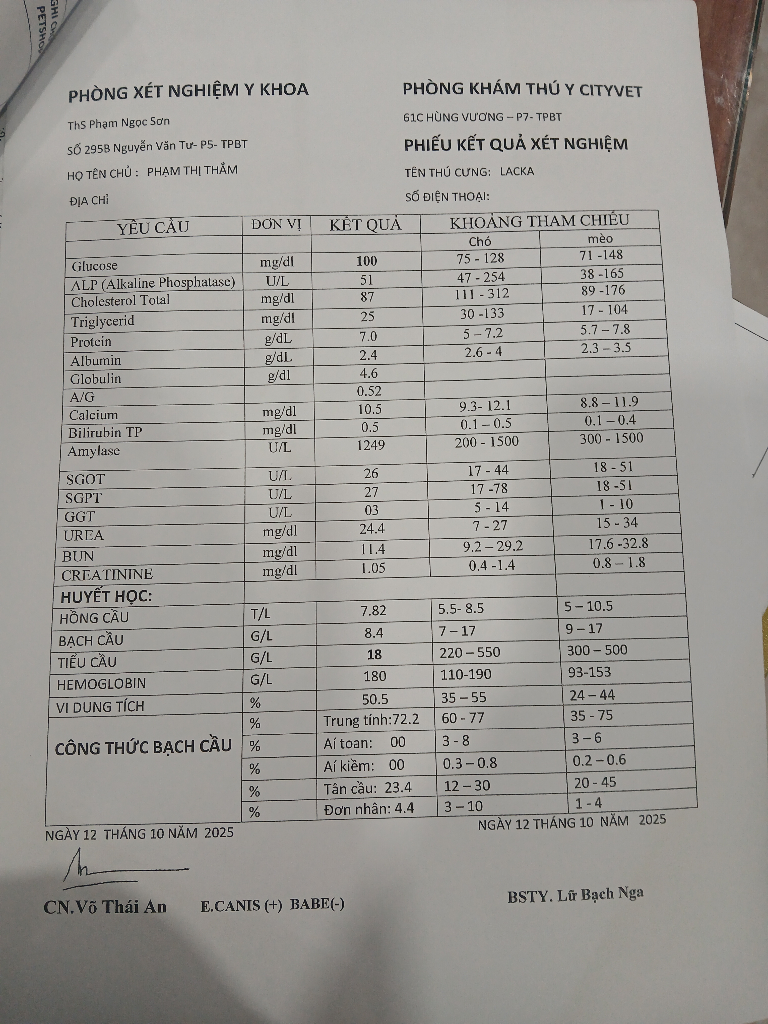 GHI C
PETSHO
PHÒNG XÉT NGHIỆM Y KHOA
PHÒNG KHÁM THÚ Y CITYVET
ThS Phạm Ngọc Sơn
61C HÙNG VƯƠNG – P7- TPBT
SỐ 295B Nguyễn Văn Tư- P5- TPBT
PHIẾU KẾT QUẢ XÉT NGHIỆM
HỌ TÊN CHỦ : PHẠM THỊ THẮM
TÊN THÚ CƯNG: LACKA
ĐỊA CHỈ
SỐ ĐIỆN THOẠI:
YÊU CẦU ĐƠN VỊ KẾT QUẢ KHOẢNG THAM CHIẾU
Chó mèo
Glucose mg/dl 100 75 - 128 71 -148
ALP (Alkaline Phosphatase) U/L 51 47 - 254 38 -165
Cholesterol Total mg/dl 87 111 - 312 89 -176
Triglycerid mg/dl 25 30 -133 17 - 104
Protein g/dL 7.0 5 – 7.2 5.7 – 7.8
Albumin g/dL 2.4 2.6 - 4 2.3 – 3.5
Globulin g/dl 4.6
A/G 0.52
Calcium mg/dl 10.5 9.3- 12.1 8.8 – 11.9
Bilirubin TP mg/dl 0.5 0.1 – 0.5 0.1 – 0.4
Amylase U/L 1249 200 - 1500 300 - 1500
SGOT U/L 26 17 - 44 18 - 51
SGPT U/L 27 17 -78 18 -51
GGT U/L 03 5 - 14 1 - 10
UREA mg/dl 24.4 7 - 27 15 - 34
BUN mg/dl 11.4 9.2 – 29.2 17.6 -32.8
CREATININE mg/dl 1.05 0.4 -1.4 0.8 – 1.8
HUYẾT HỌC:
HỒNG CẦU T/L 7.82 5.5- 8.5 5 – 10.5
BẠCH CẦU G/L 8.4 7 – 17 9 – 17
TIỂU CẦU G/L 18 220 – 550 300 – 500
HEMOGLOBIN G/L 180 110-190 93-153
VI DUNG TÍCH % 50.5 35 – 55 24 – 44
CÔNG THỨC BẠCH CẦU
% Trung tính:72.2 60 - 77 35 - 75
% Aí toan: 00 3 - 8 3 – 6
% Aí kiềm: 00 0.3 – 0.8 0.2 – 0.6
% Tân cầu: 23.4 12 – 30 20 - 45
% Đơn nhân: 4.4 3 – 10 1 - 4
NGÀY 12 THÁNG 10 NĂM 2025
NGÀY 12 THÁNG 10 NĂM 2025
CN.Võ Thái An E.CANIS (+) BABE(-)
BSTY. Lữ Bạch Nga